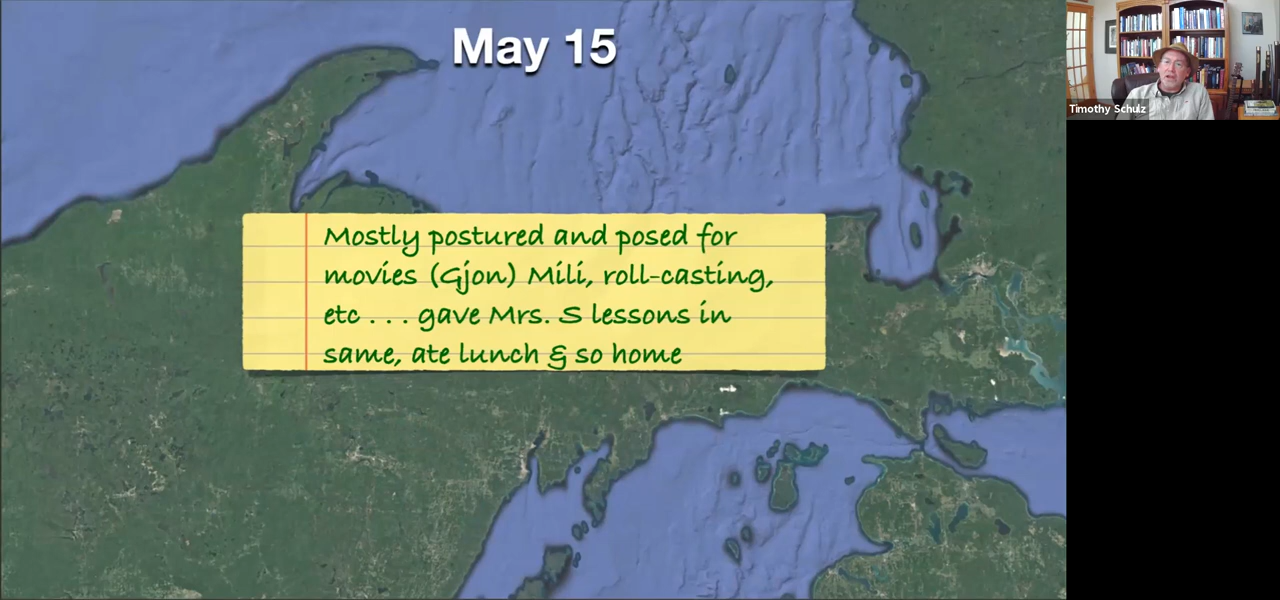 May 15
Mostly postured and posed for
movies (Gjon) Mili, roll-casting,
etc . . . gave Mrs. S lessons in
same, ate lunch & so home
Timothy Schulz